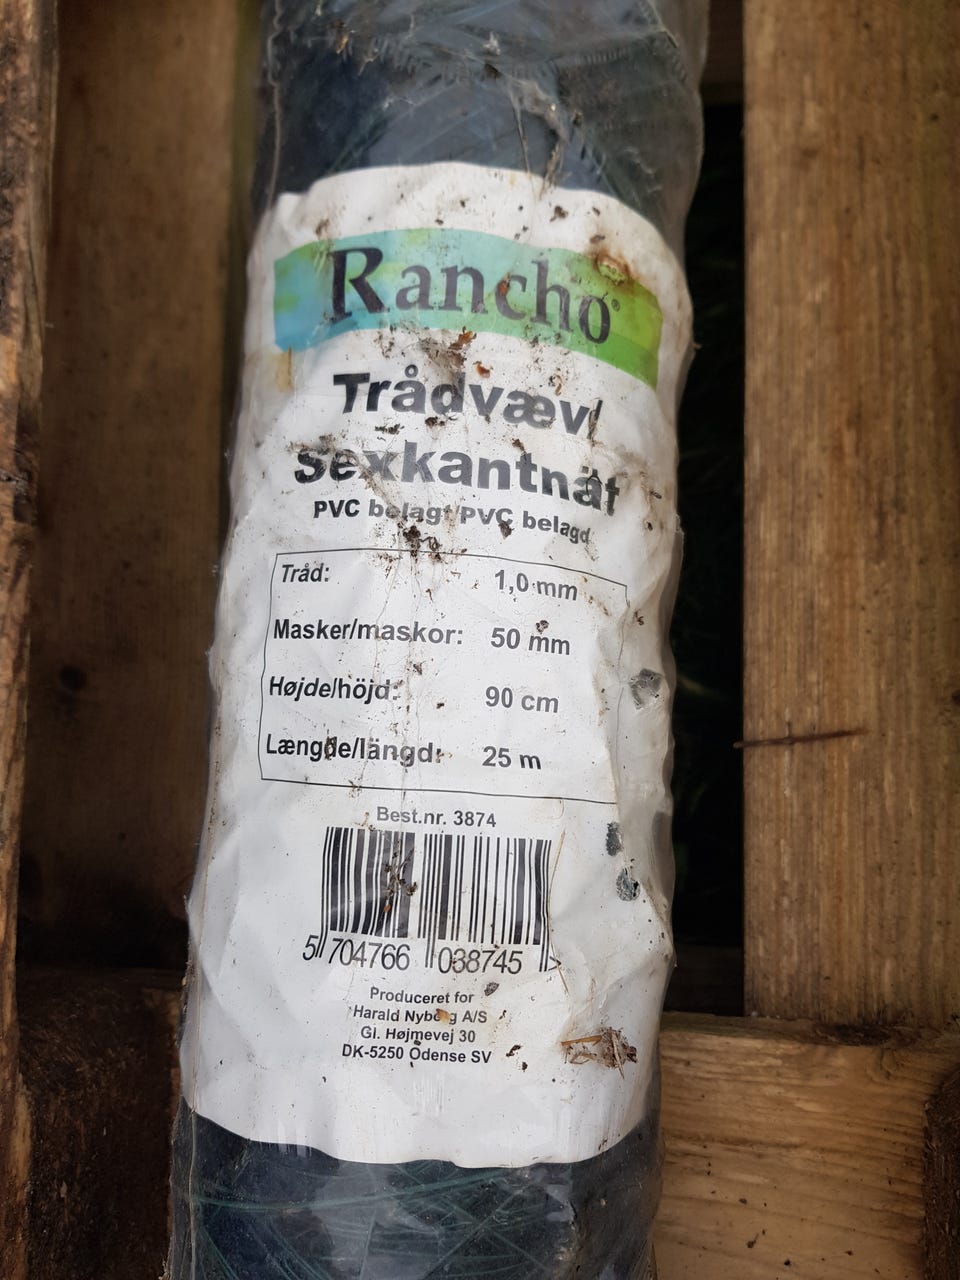 Rancho®
Trådvæv/
Sexkantnät
PVC belagt/PVC belagd
Tråd: 1,0 mm
Masker/maskor: 50 mm
Højde/höjd: 90 cm
Længde/längd: 25 m
Best.nr. 3874
5 704766 038745 >
Produceret for
Harald Nyborg A/S
Gl. Højmevej 30
DK-5250 Odense SV